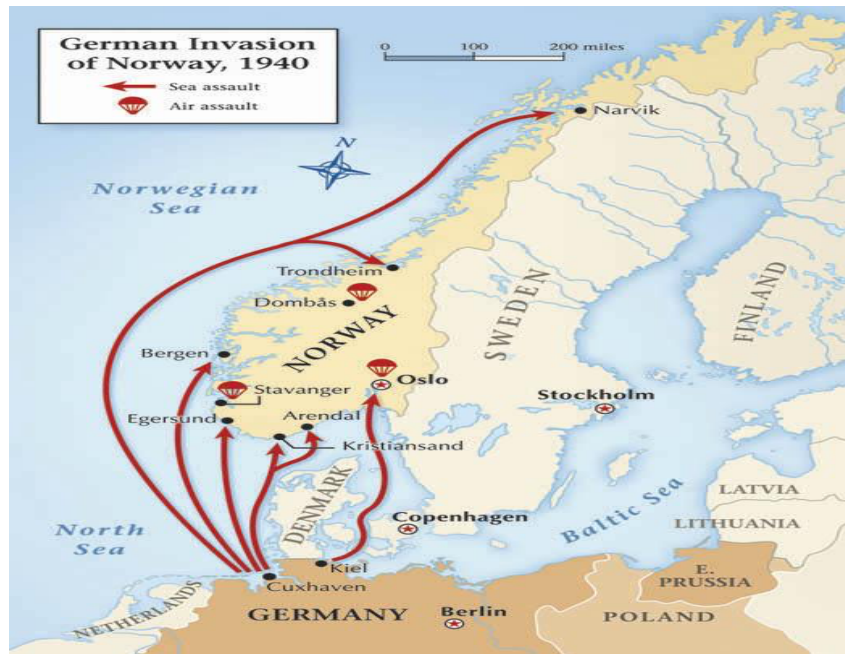 German Invasion
of Norway, 1940
Sea assault
Air assault
0 100 200 miles
N
Narvik
Norwegian
Sea
Trondheim
Dombås
NORWAY
SWEDEN
FINLAND
Bergen
Stavanger
Oslo
Stockholm
Egersund
Arendal
Kristiansand
DENMARK
LATVIA
LITHUANIA
Baltic Sea
Copenhagen
North
Sea
Kiel
E.
PRUSSIA
Cuxhaven
NETHERLANDS
GERMANY
Berlin
POLAND